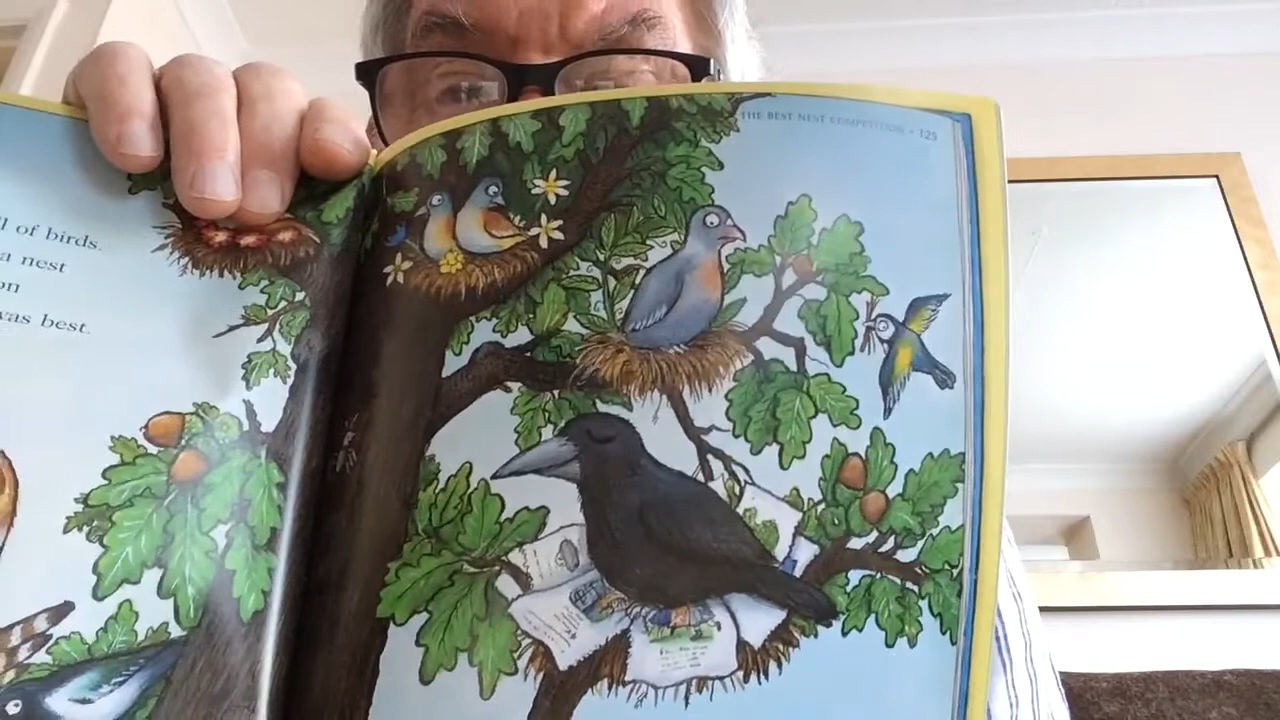 THE BEST NEST COMPETITION • 125
l of birds.
a nest
on
was best.